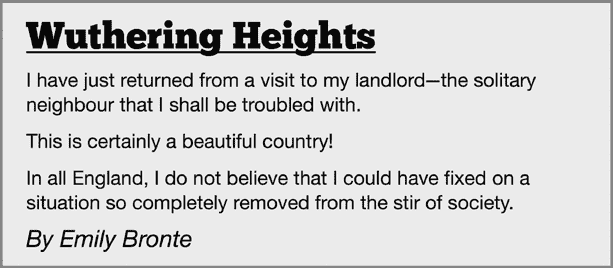 Wuthering Heights
I have just returned from a visit to my landlord—the solitary
neighbour that I shall be troubled with.
This is certainly a beautiful country!
In all England, I do not believe that I could have fixed on a
situation so completely removed from the stir of society.
By Emily Bronte